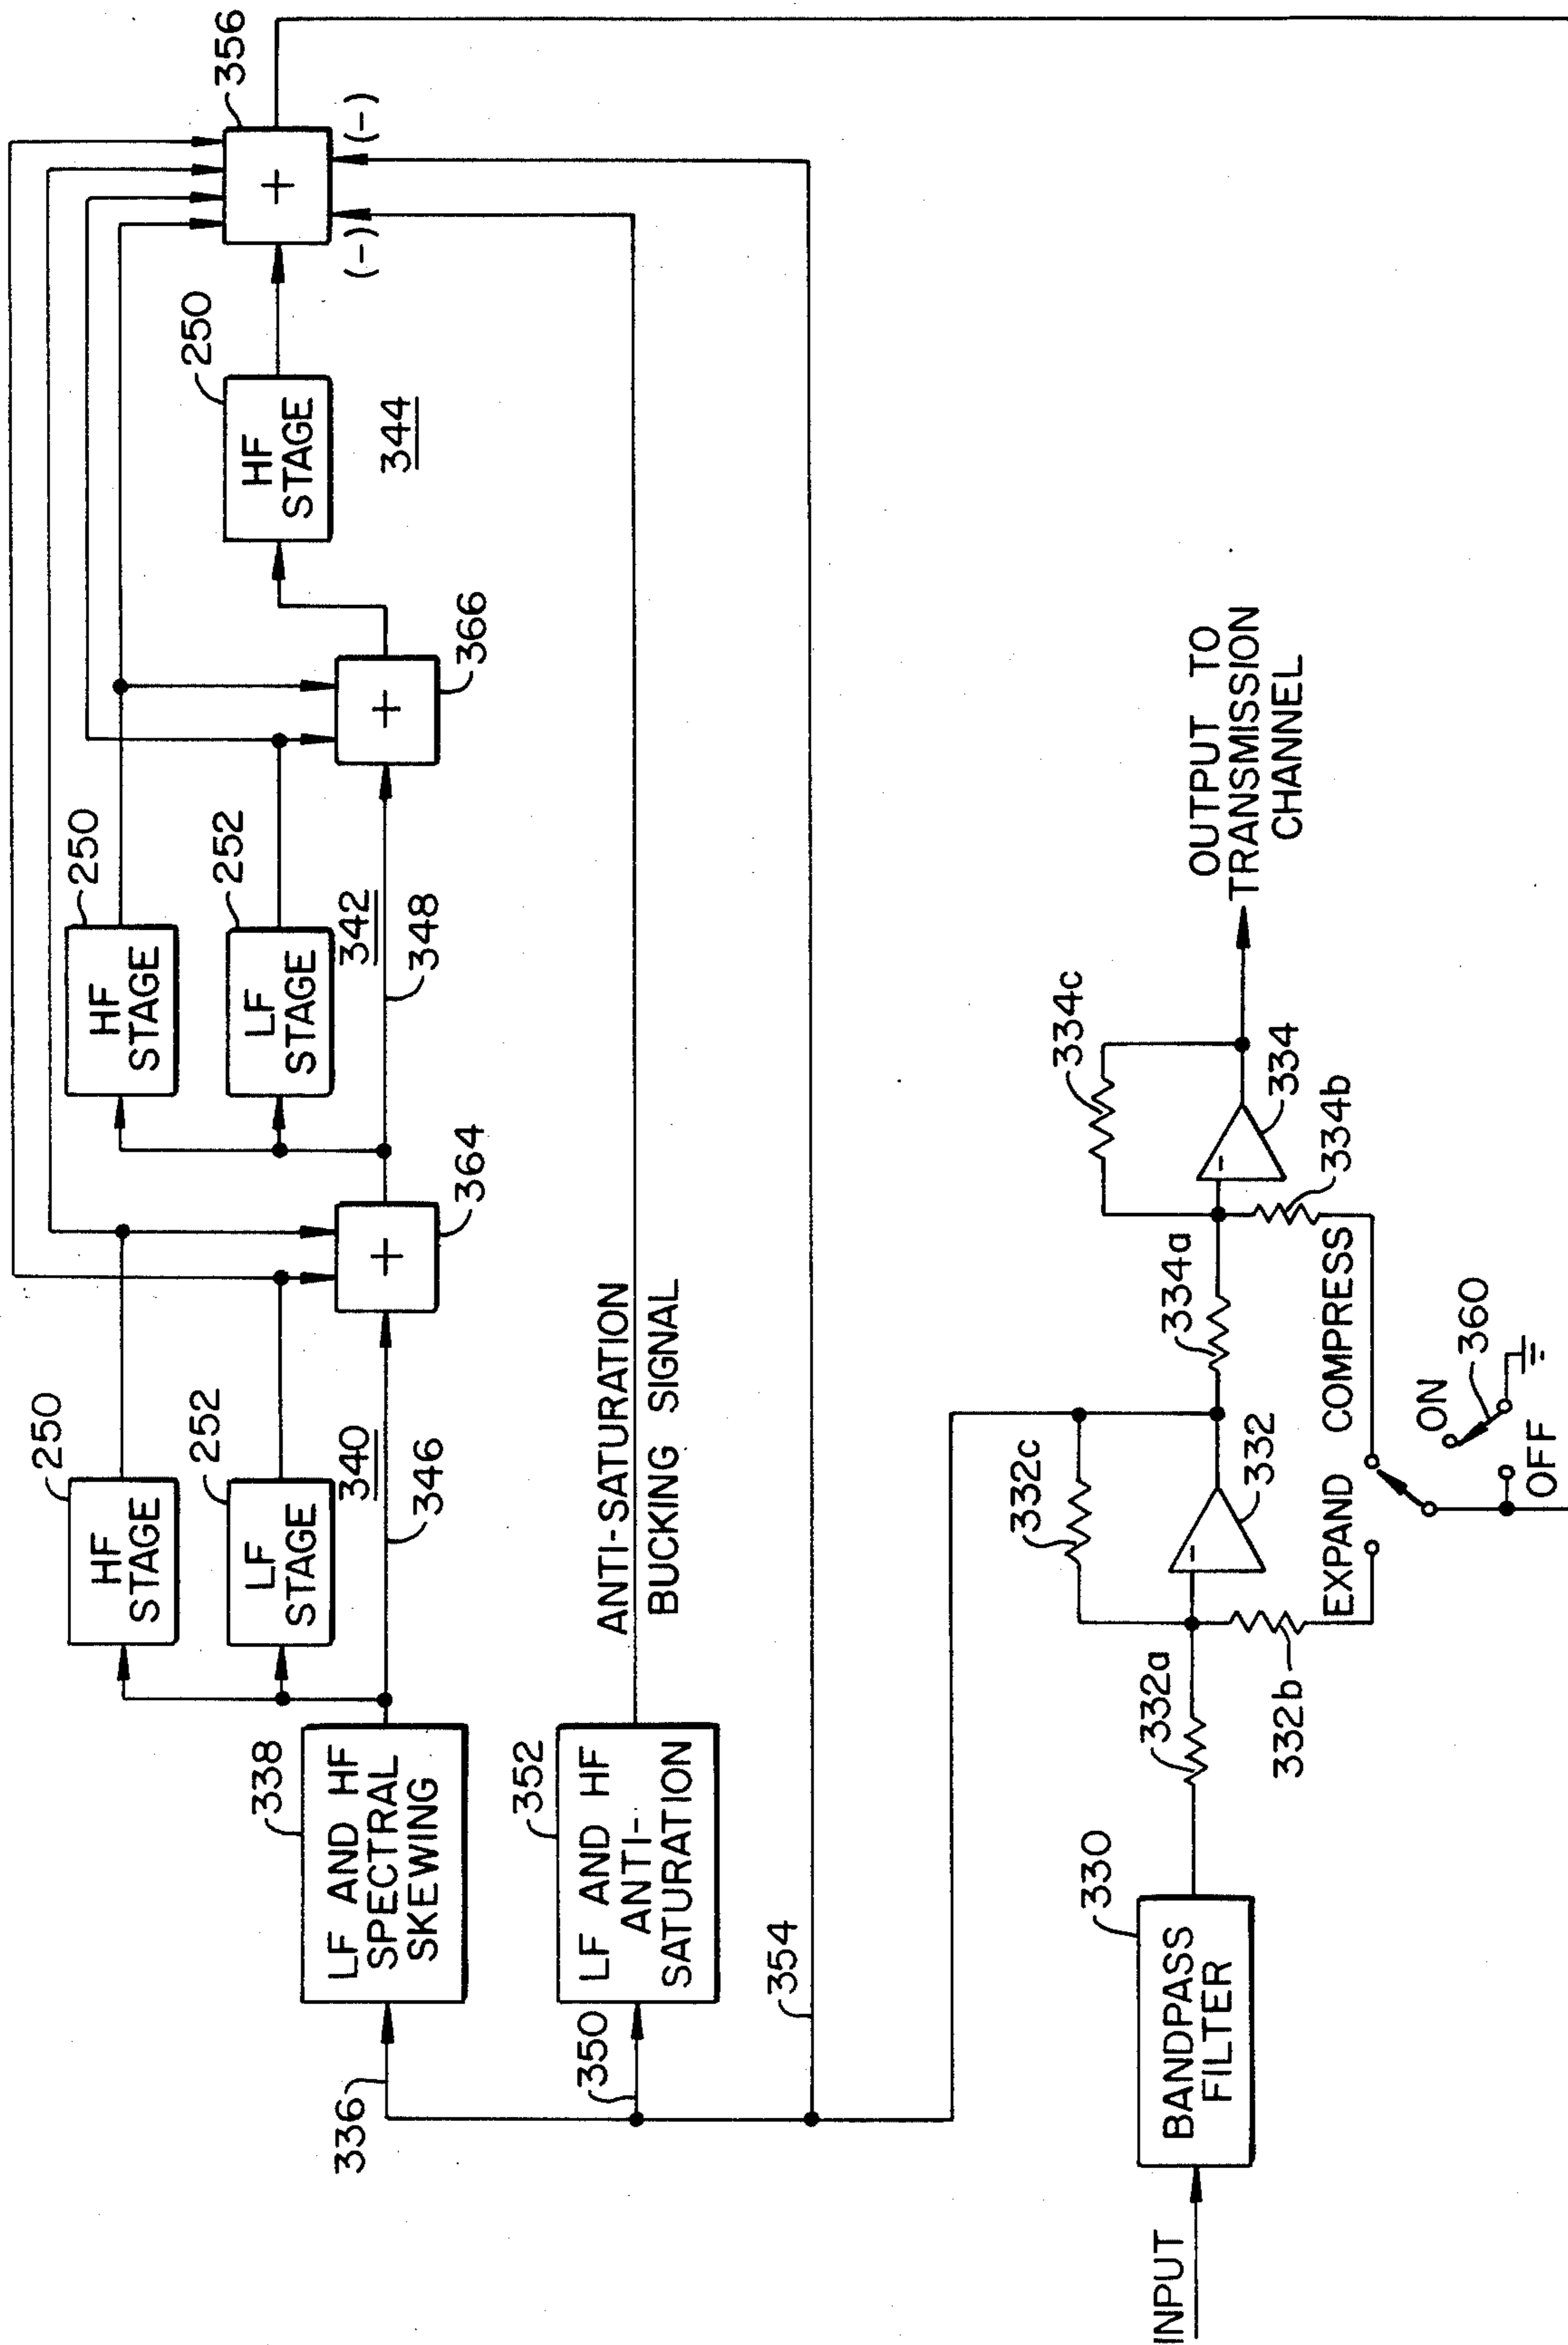 356
250
HF
STAGE
344
(-)
(-)
+
366
+
250
HF
STAGE
252
LF
STAGE
342
348
364
+
250
HF
STAGE
252
LF
STAGE
340
346
338
LF AND HF
SPECTRAL
SKEWING
336
ANTI-SATURATION
BUCKING SIGNAL
352
LF AND HF
ANTI-
SATURATION
350
354
OUTPUT TO
TRANSMISSION
CHANNEL
334c
334
334b
334a
332c
332
332a
332b
EXPAND
COMPRESS
ON
360
OFF
330
BANDPASS
FILTER
INPUT